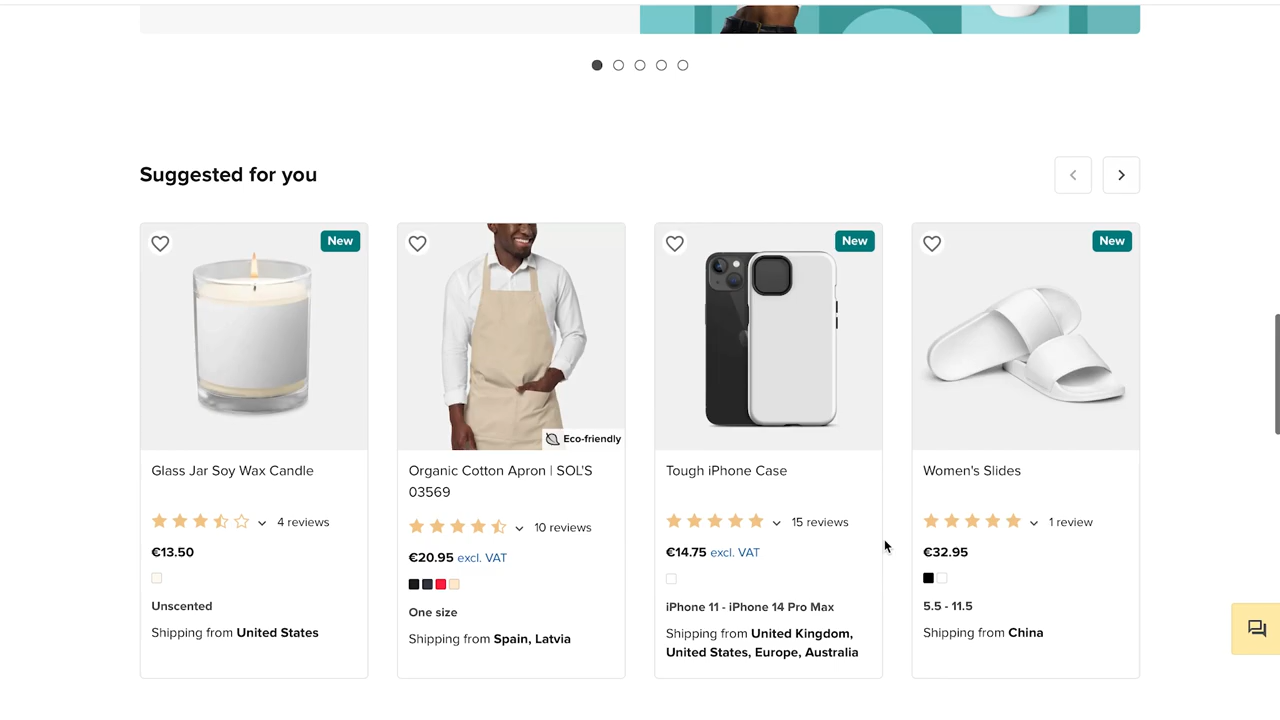 Suggested for you
New
Glass Jar Soy Wax Candle
4 reviews
€13.50
Unscented
Shipping from United States
Eco-friendly
Organic Cotton Apron | SOL'S
03569
10 reviews
€20.95 excl. VAT
One size
Shipping from Spain, Latvia
New
Tough iPhone Case
15 reviews
€14.75 excl. VAT
iPhone 11 - iPhone 14 Pro Max
Shipping from United Kingdom,
United States, Europe, Australia
New
Women's Slides
1 review
€32.95
5.5 - 11.5
Shipping from China